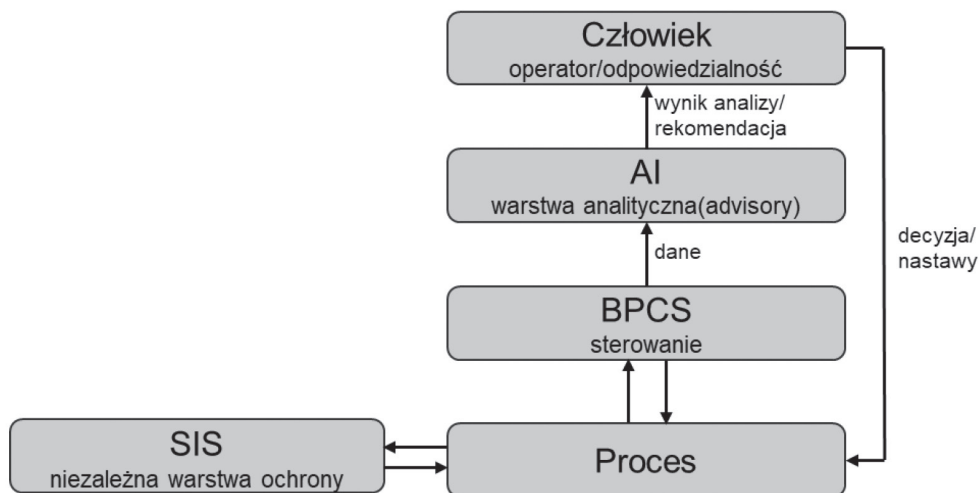 Człowiek
operator/odpowiedzialność
wynik analizy/
rekomendacja
AI
warstwa analityczna(advisory)
decyzja/
nastawy
dane
BPCS
sterowanie
SIS
niezależna warstwa ochrony
Proces